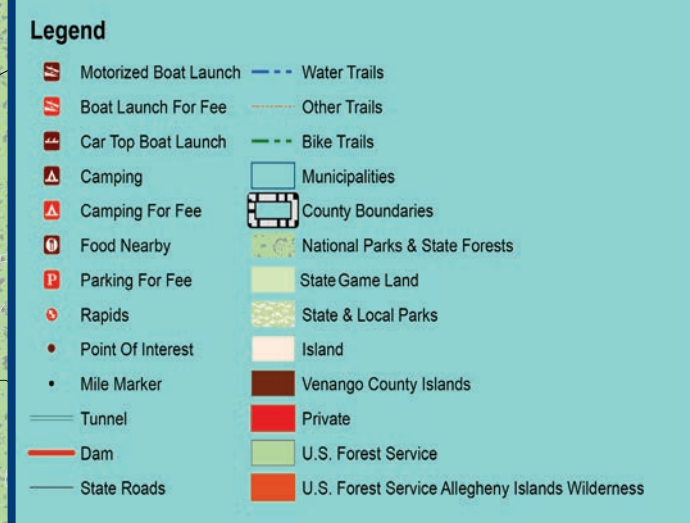 Legend
Motorized Boat Launch
Boat Launch For Fee
Car Top Boat Launch
Camping
Camping For Fee
Food Nearby
P Parking For Fee
Rapids
Point Of Interest
Mile Marker
Tunnel
Dam
State Roads
Water Trails
Other Trails
Bike Trails
Municipalities
County Boundaries
National Parks & State Forests
State Game Land
State & Local Parks
Island
Venango County Islands
Private
U.S. Forest Service
U.S. Forest Service Allegheny Islands Wilderness